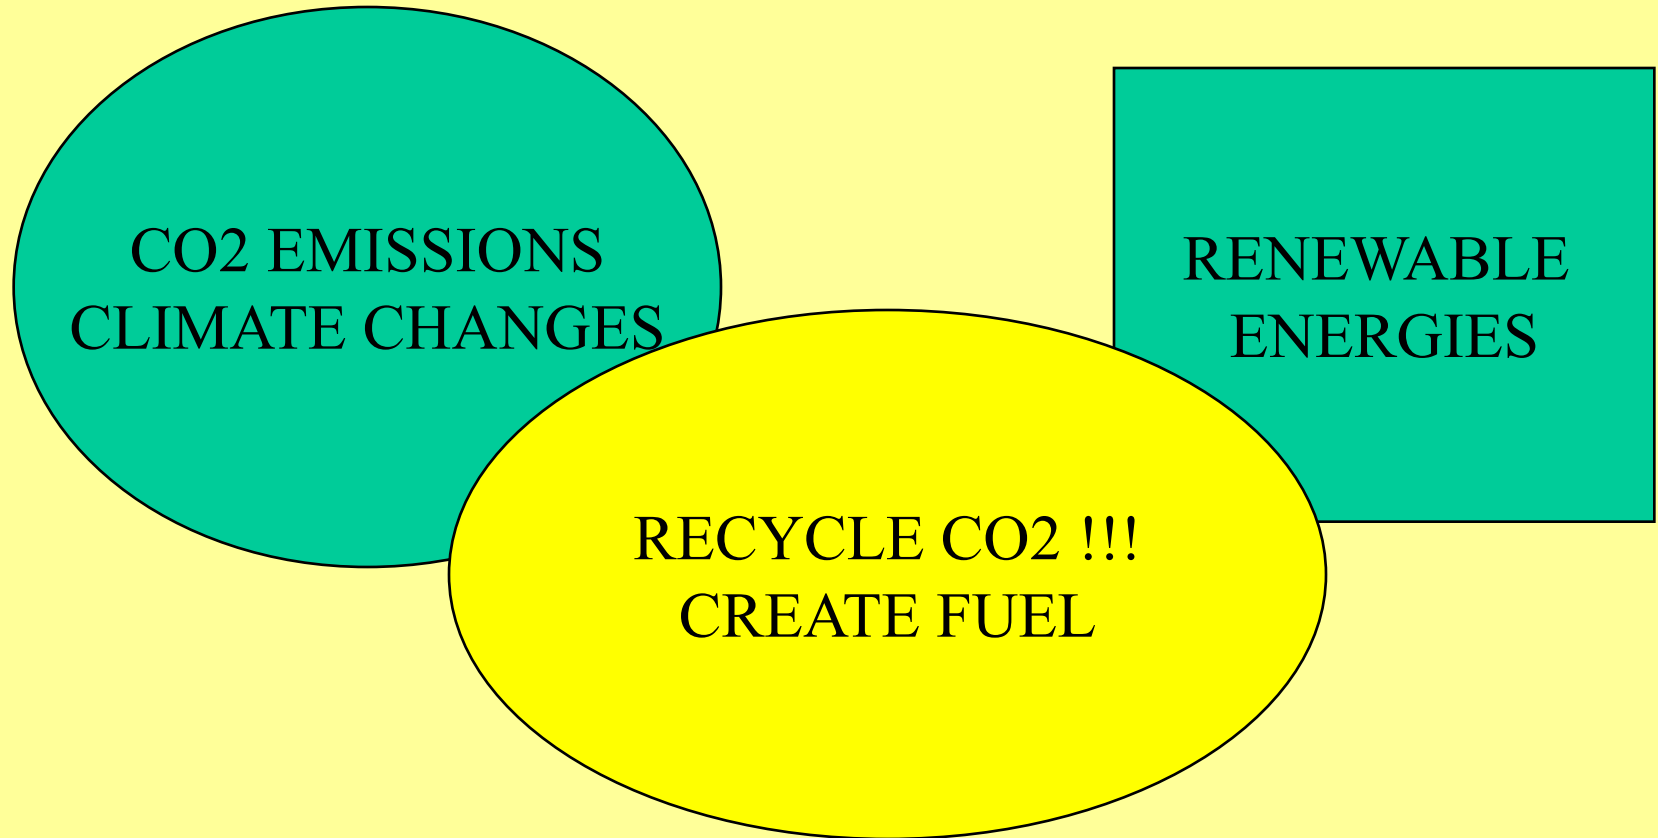 CO2 EMISSIONS
CLIMATE CHANGES
RENEWABLE
ENERGIES
RECYCLE CO2 !!!
CREATE FUEL